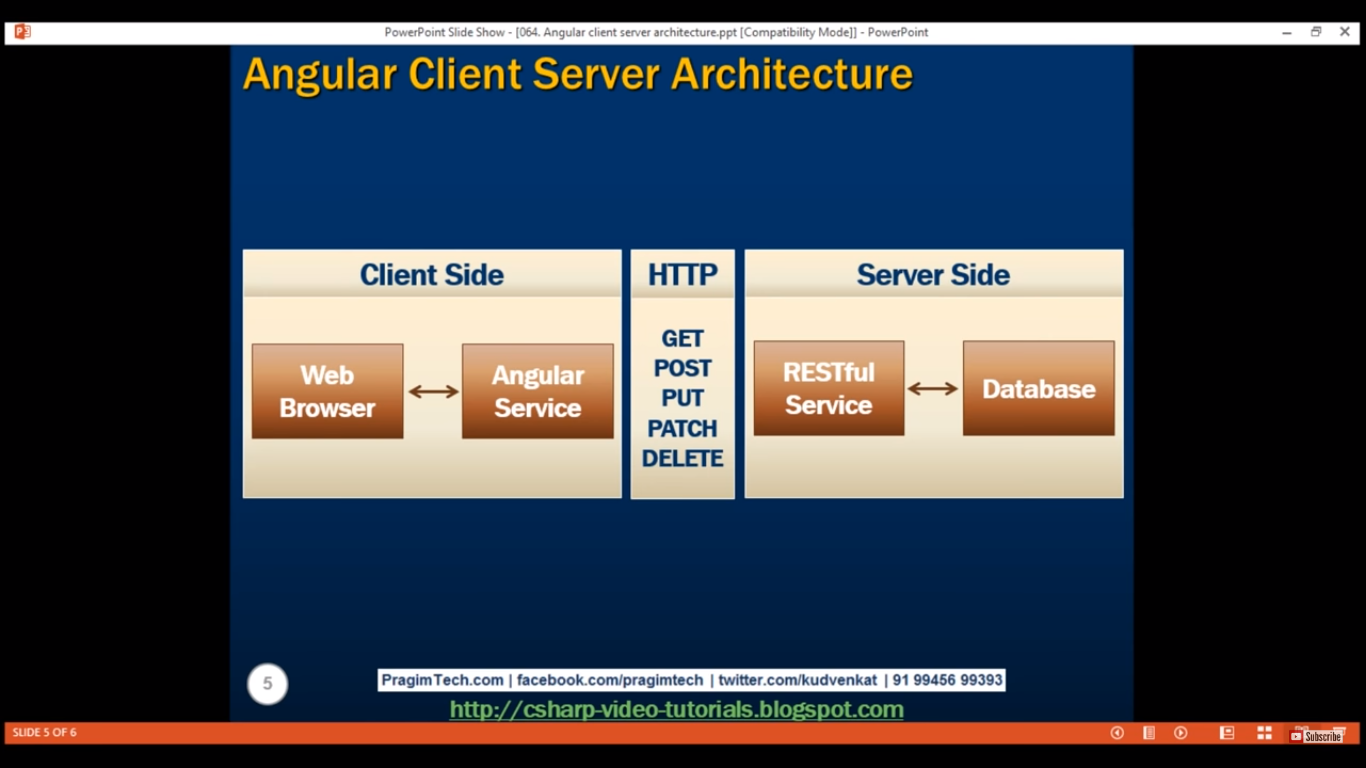 PowerPoint Slide Show - [064. Angular client server architecture.ppt [Compatibility Mode]] - PowerPoint
Angular Client Server Architecture
Client Side
Web
Browser
Angular
Service
HTTP
GET
POST
PUT
PATCH
DELETE
Server Side
RESTful
Service
Database
5
PragimTech.com | facebook.com/pragimtech | twitter.com/kudvenkat | 91 99456 99393
http://csharp-video-tutorials.blogspot.com
SLIDE 5 OF 6
Subscribe